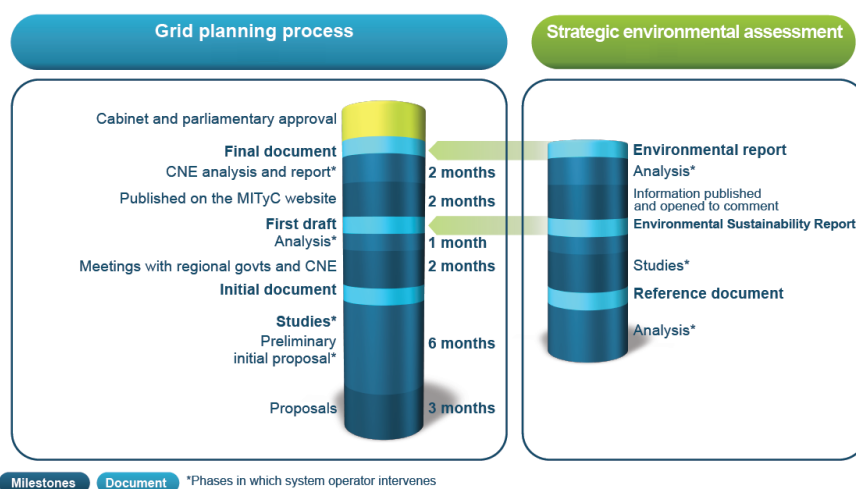 Grid planning process
Cabinet and parliamentary approval
Final document
CNE analysis and report*
2 months
Published on the MITyC website
2 months
First draft
Analysis*
1 month
Meetings with regional govts and CNE
2 months
Initial document
Studies*
Preliminary
initial proposal*
6 months
Proposals
3 months
Strategic environmental assessment
Environmental report
Analysis*
Information published
and opened to comment
Environmental Sustainability Report
Studies*
Reference document
Analysis*
Milestones
Document
*Phases in which system operator intervenes